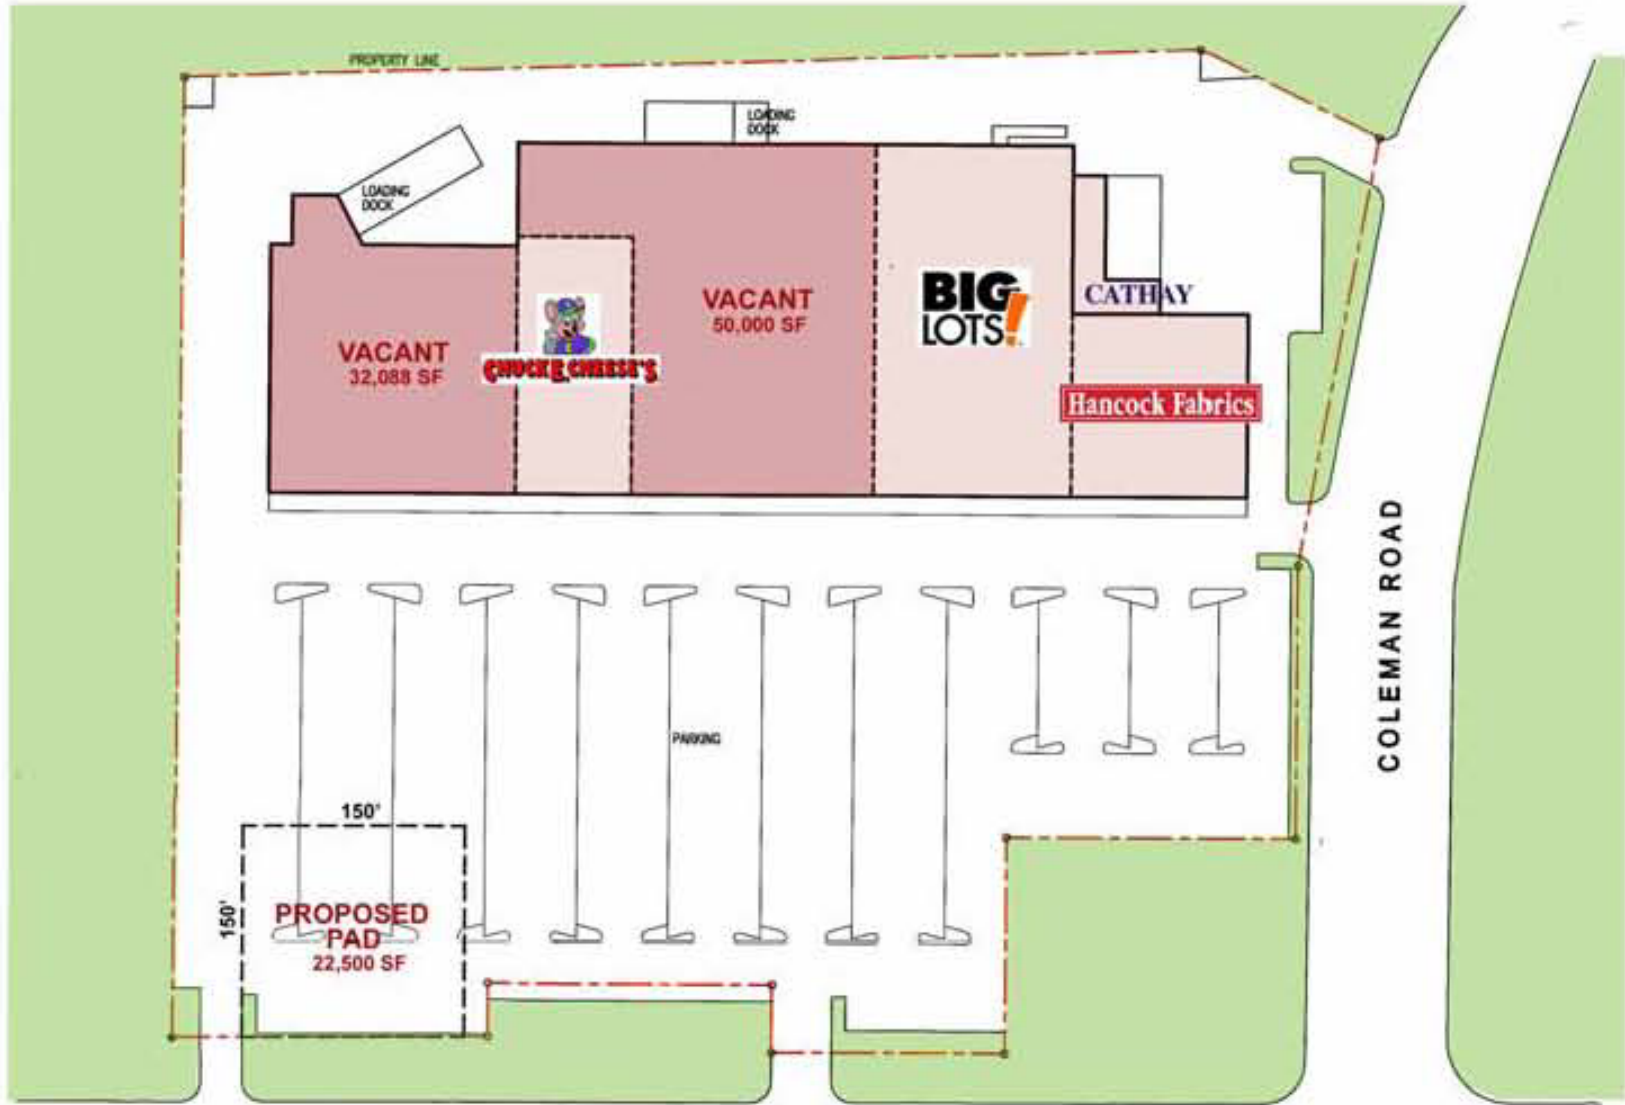 PROPERTY LINE
LOADING
DOCK
LOADING
DOCK
VACANT
32,088 SF
CHUCK E. CHEESE'S
VACANT
50,000 SF
BIG
LOTS!
CATHAY
Hancock Fabrics
COLEMAN ROAD
PARKING
150'
150'
PROPOSED
PAD
22,500 SF